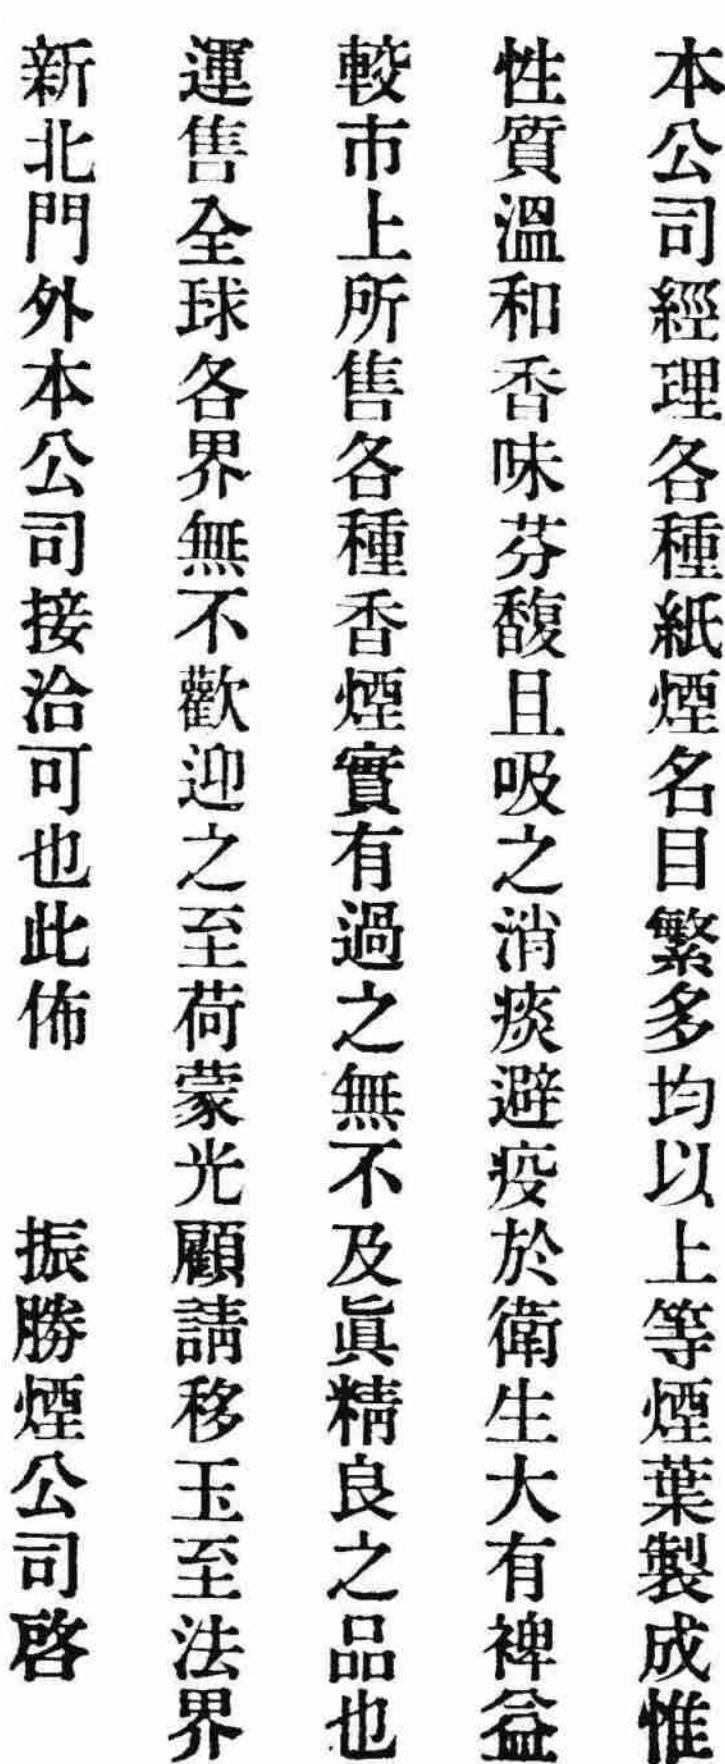 本公司經理各種紙煙名目繁多均以上等煙葉製成惟
性質溫和香味芬馥且吸之消痰避疫於衛生大有裨益
較市上所售各種香煙實有過之無不及眞精良之品也
運售全球各界無不歡迎之至荷蒙光顧請移玉至法界
新北門外本公司接洽可也此佈 振勝煙公司啓